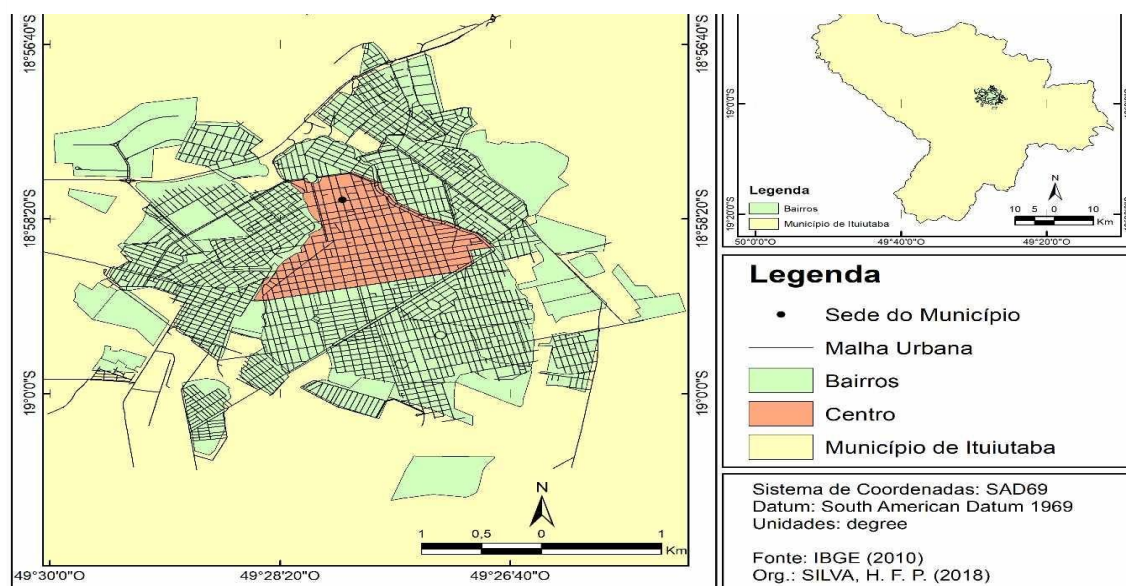 18°56'40"S
18°58'20"S
19°0'0"S
18°56'40"S
18°58'20"S
19°0'0"S
N
1 0,5 0 1
Km
49°30'0"O 49°28'20"O 49°26'40"O
19°0'0"S
19°20'0"S
19°0'0"S
Legenda
Bairros
Município de Ituiutaba
N
10 5 0 10
Km
50°0'0"O 49°40'0"O 49°20'0"O
Legenda
Sede do Município
Malha Urbana
Bairros
Centro
Município de Ituiutaba
Sistema de Coordenadas: SAD69
Datum: South American Datum 1969
Unidades: degree
Fonte: IBGE (2010)
Org.: SILVA, H. F. P. (2018)